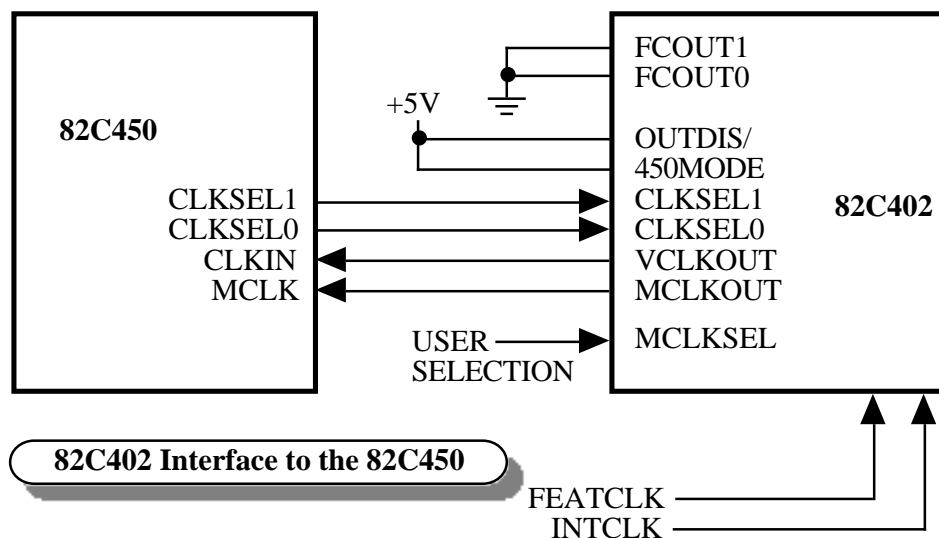 FCOUT1
FCOUT0
+5V
82C450
OUTDIS/
450MODE
CLKSEL1
CLKSEL1
82C402
CLKSEL0
CLKSEL0
CLKIN
VCLKOUT
MCLK
MCLKOUT
USER
SELECTION
MCLKSEL
82C402 Interface to the 82C450
FEATCLK
INTCLK